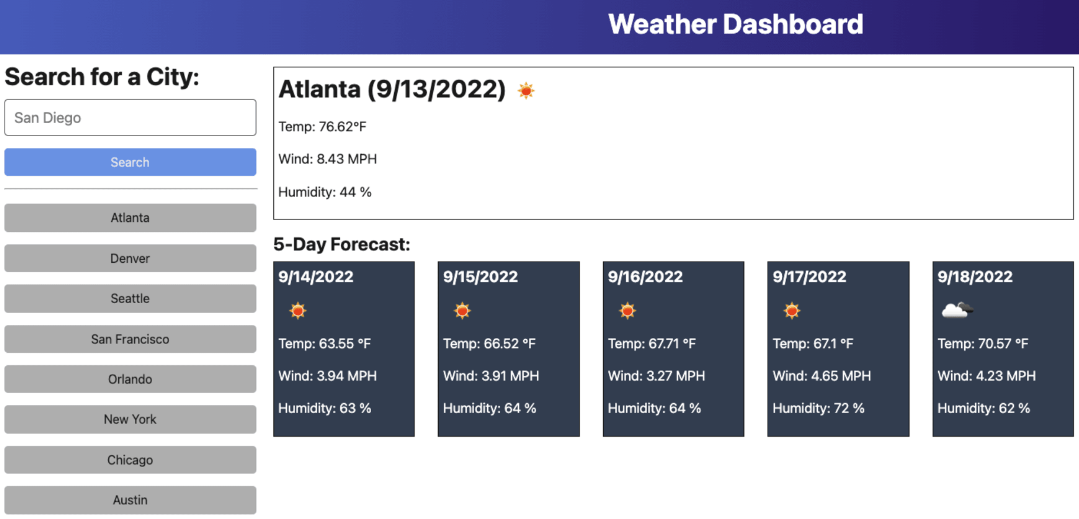 Weather Dashboard
Search for a City:
San Diego
Search
Atlanta
Denver
Seattle
San Francisco
Orlando
New York
Chicago
Austin
Atlanta (9/13/2022)
Temp: 76.62°F
Wind: 8.43 MPH
Humidity: 44 %
5-Day Forecast:
9/14/2022
Temp: 63.55 °F
Wind: 3.94 MPH
Humidity: 63 %
9/15/2022
Temp: 66.52 °F
Wind: 3.91 MPH
Humidity: 64 %
9/16/2022
Temp: 67.71 °F
Wind: 3.27 MPH
Humidity: 64 %
9/17/2022
Temp: 67.1 °F
Wind: 4.65 MPH
Humidity: 72 %
9/18/2022
Temp: 70.57 °F
Wind: 4.23 MPH
Humidity: 62 %